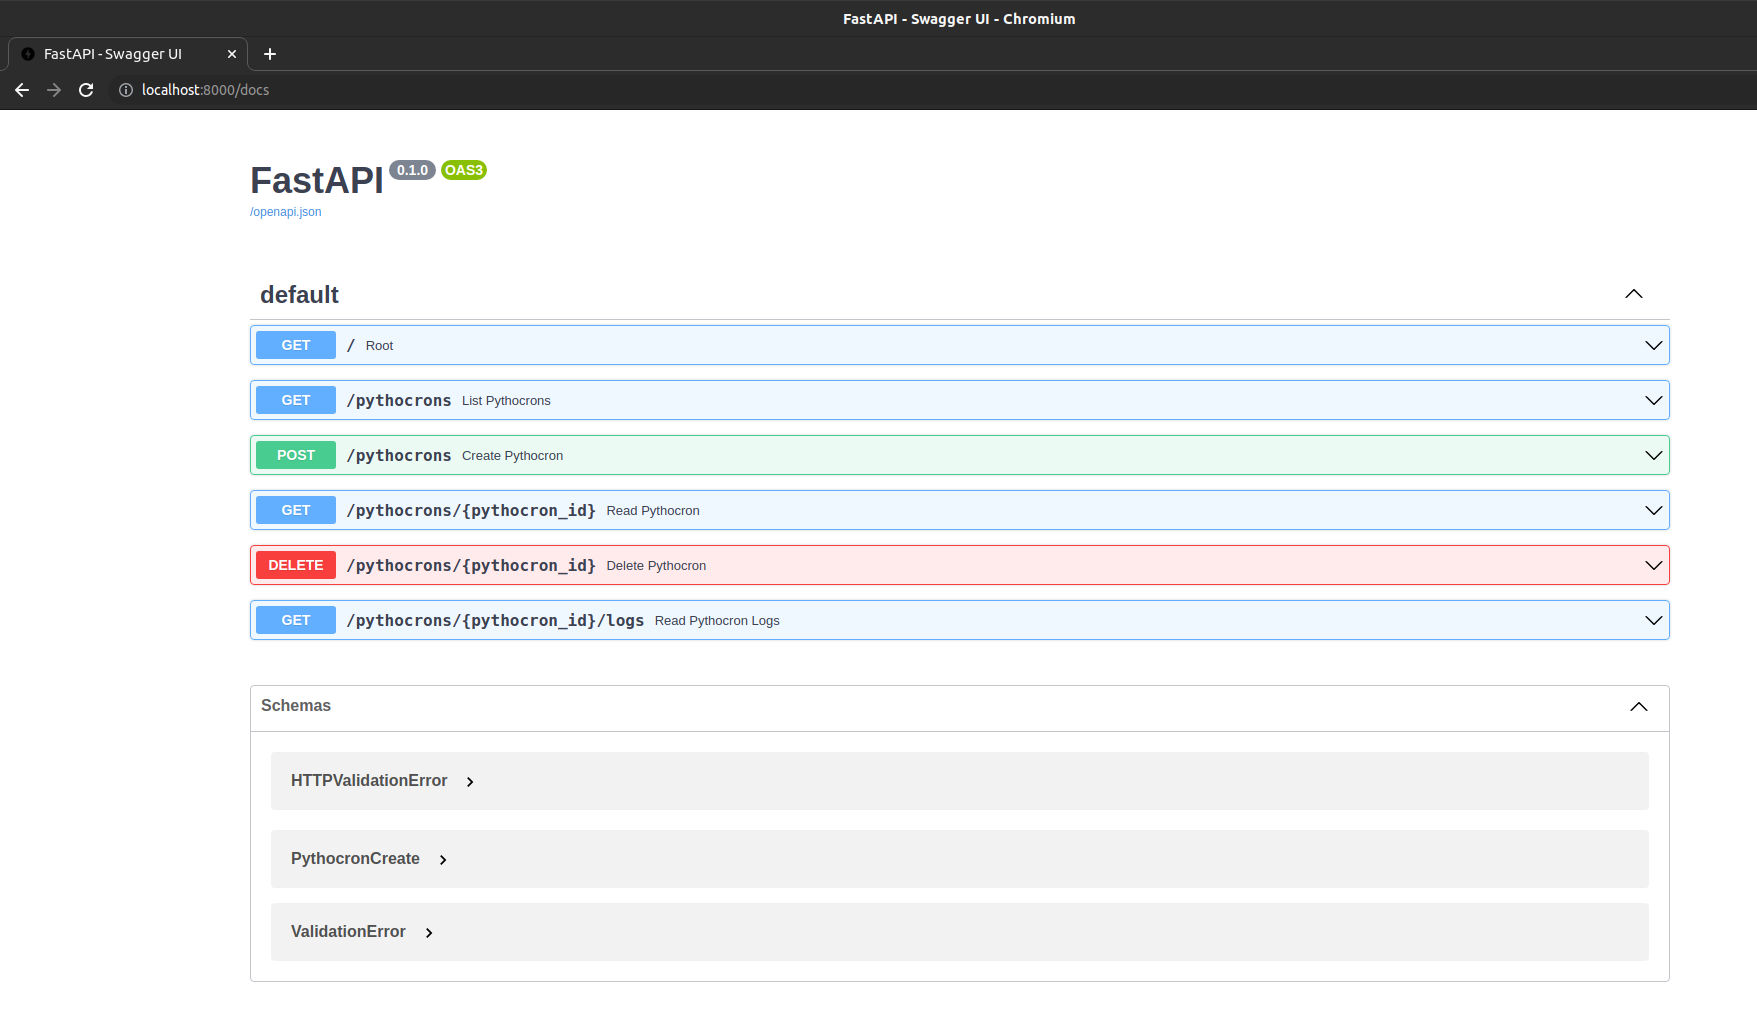 FastAPI - Swagger UI - Chromium
FastAPI - Swagger UI
localhost:8000/docs
FastAPI 0.1.0 OAS3
/openapi.json
default
GET / Root
GET /pythocrons List Pythocrons
POST /pythocrons Create Pythocron
GET /pythocrons/{pythocron_id} Read Pythocron
DELETE /pythocrons/{pythocron_id} Delete Pythocron
GET /pythocrons/{pythocron_id}/logs Read Pythocron Logs
Schemas
HTTPValidationError
PythocronCreate
ValidationError